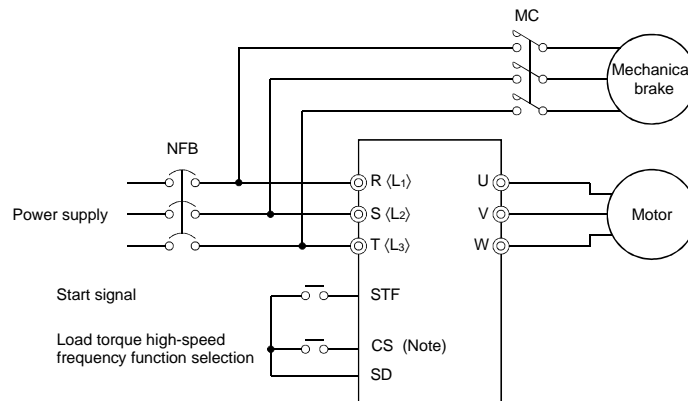 MC
Mechanical
brake
NFB
R ⟨L1⟩
U
Power supply
S ⟨L2⟩
V
Motor
T ⟨L3⟩
W
Start signal
STF
Load torque high-speed
frequency function selection
CS (Note)
SD